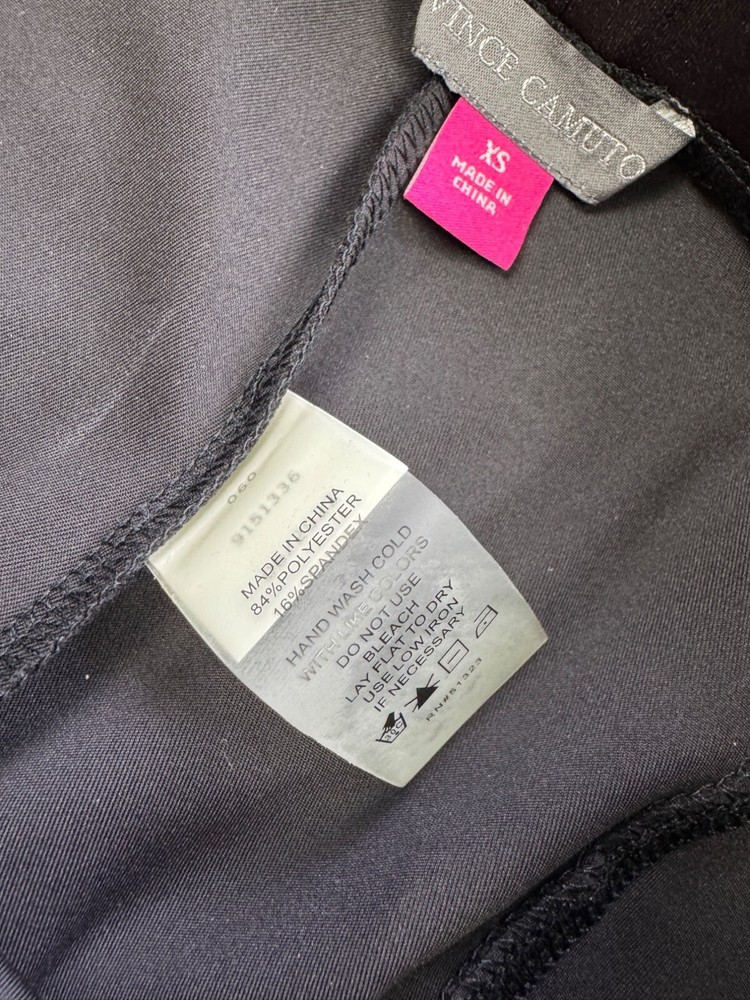 VINCE CAMUTO
XS
MADE IN
CHINA
060
9151336
MADE IN CHINA
84%POLYESTER
16%SPANDEX
HAND WASH COLD
WITH LIKE COLORS
DO NOT USE
BLEACH
LAY FLAT TO DRY
USE LOW IRON
IF NECESSARY
30C
RN#51323